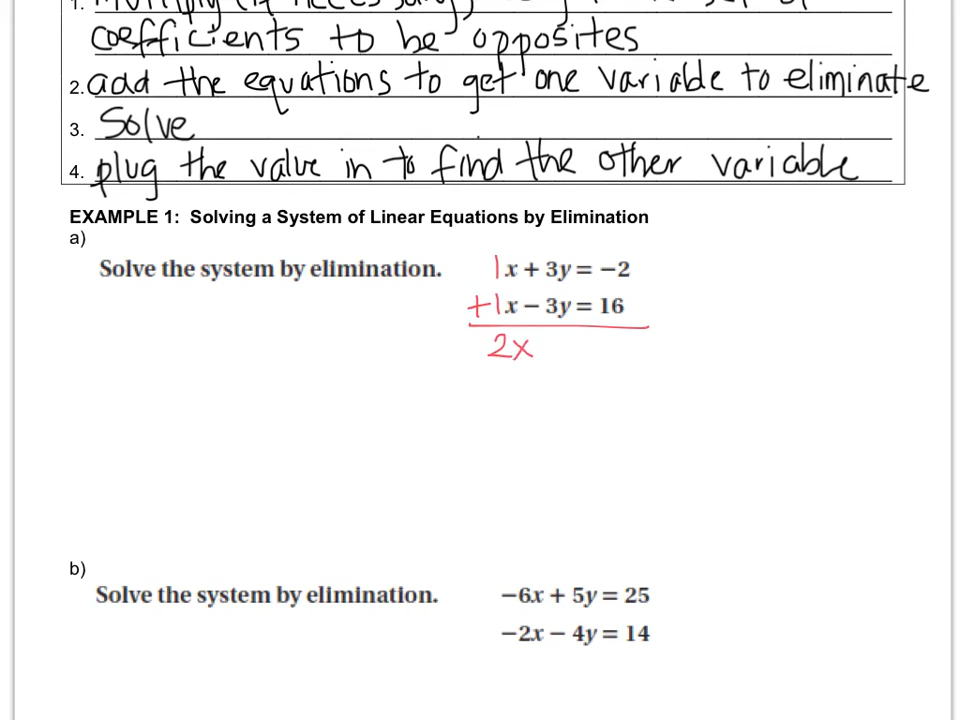 1.
coefficients to be opposites
2. add the equations to get one variable to eliminate
3. Solve
4. plug the value in to find the other variable
EXAMPLE 1: Solving a System of Linear Equations by Elimination
a)
Solve the system by elimination. 1x + 3y = −2
+1x − 3y = 16
2x
b)
Solve the system by elimination. −6x + 5y = 25
−2x − 4y = 14